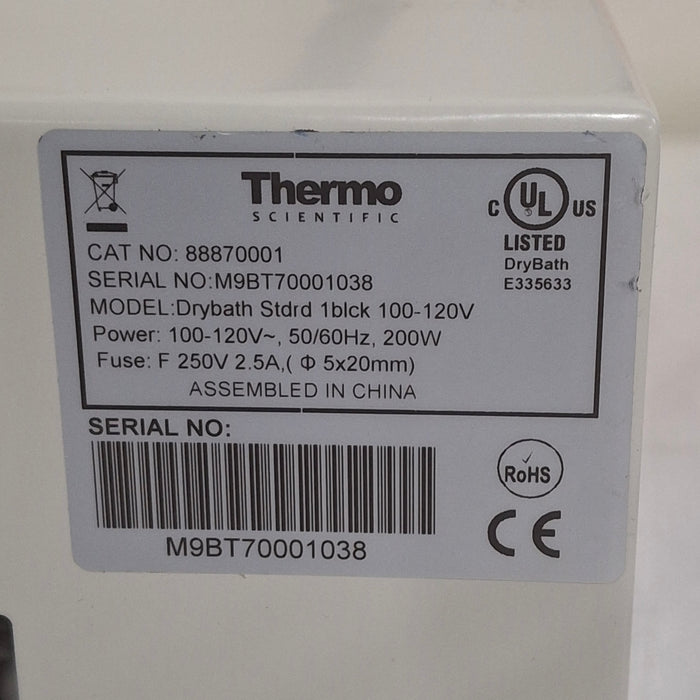 Thermo
SCIENTIFIC
C UL US
LISTED
DryBath
E335633
CAT NO: 88870001
SERIAL NO:M9BT70001038
MODEL:Drybath Stdrd 1blck 100-120V
Power: 100-120V~, 50/60Hz, 200W
Fuse: F 250V 2.5A,( Φ 5x20mm)
ASSEMBLED IN CHINA
SERIAL NO:
M9BT70001038
RoHS
CE